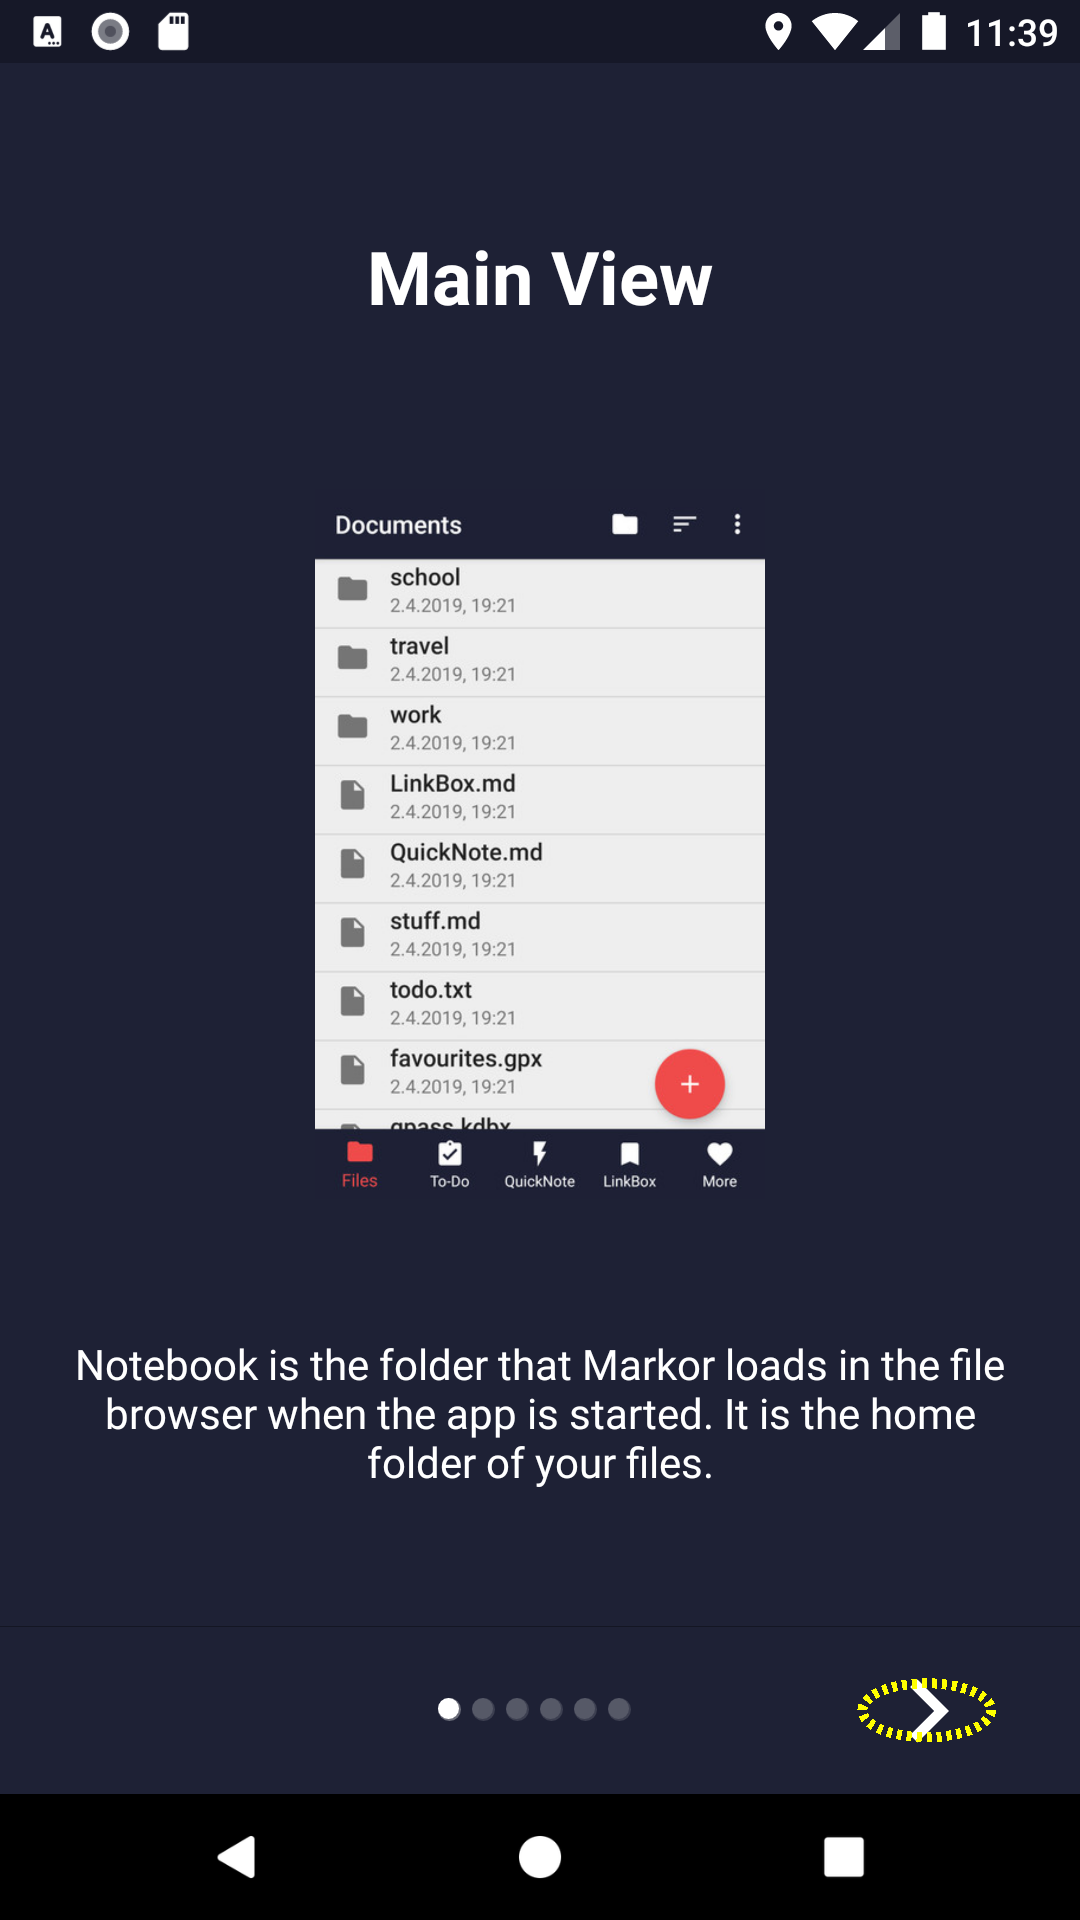 11:39
Main View
Documents
school
2.4.2019, 19:21
travel
2.4.2019, 19:21
work
2.4.2019, 19:21
LinkBox.md
2.4.2019, 19:21
QuickNote.md
2.4.2019, 19:21
stuff.md
2.4.2019, 19:21
todo.txt
2.4.2019, 19:21
favourites.gpx
2.4.2019, 19:21
gpass.kdbx
Files To-Do QuickNote LinkBox More
Notebook is the folder that Markor loads in the file
browser when the app is started. It is the home
folder of your files.